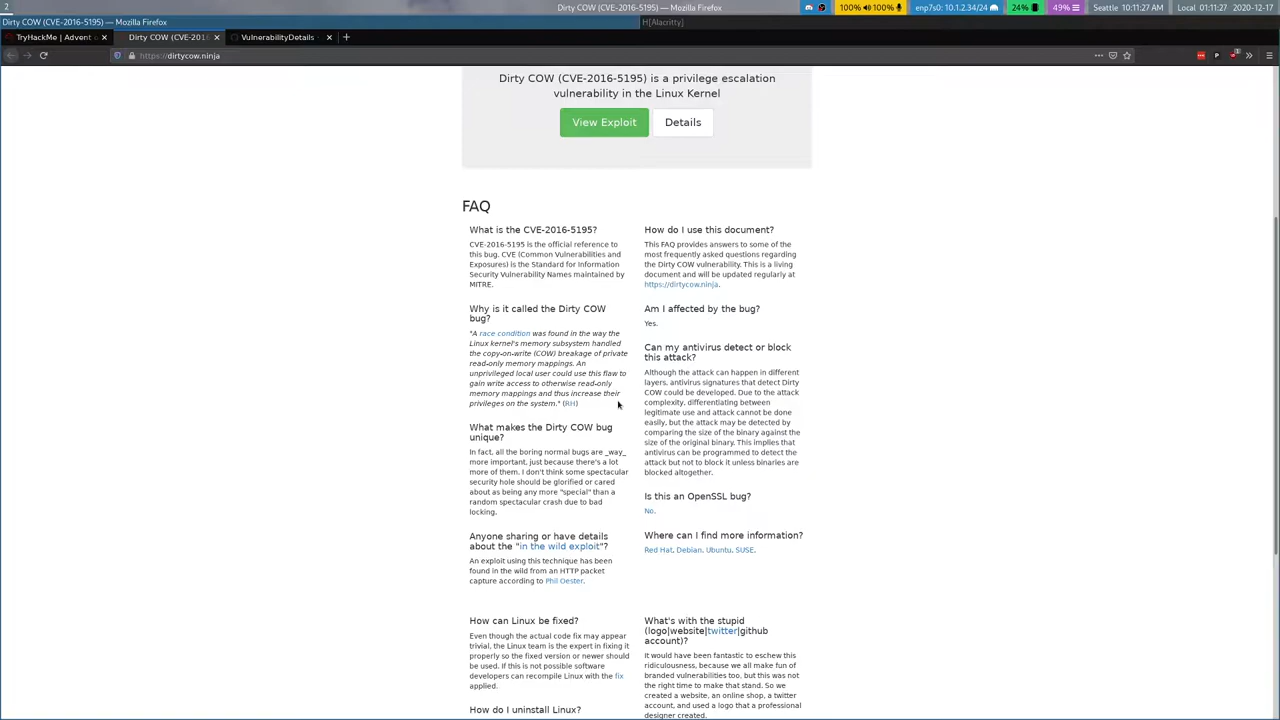 2
Dirty COW (CVE-2016-5195) — Mozilla Firefox
100% 100%
enp7s0: 10.1.2.34/24
24%
49%
Seattle 10:11:27 AM
Local 01:11:27
2020-12-17
Dirty COW (CVE-2016-5195) — Mozilla Firefox
H[Alacritty]
TryHackMe | Advent o
Dirty COW (CVE-2016-519
VulnerabilityDetails
https://dirtycow.ninja
Dirty COW (CVE-2016-5195) is a privilege escalation
vulnerability in the Linux Kernel
View Exploit
Details
FAQ
What is the CVE-2016-5195?
CVE-2016-5195 is the official reference to
this bug. CVE (Common Vulnerabilities and
Exposures) is the Standard for Information
Security Vulnerability Names maintained by
MITRE.
Why is it called the Dirty COW
bug?
"A race condition was found in the way the
Linux kernel's memory subsystem handled
the copy-on-write (COW) breakage of private
read-only memory mappings. An
unprivileged local user could use this flaw to
gain write access to otherwise read-only
memory mappings and thus increase their
privileges on the system." (RH)
What makes the Dirty COW bug
unique?
In fact, all the boring normal bugs are _way_
more important, just because there's a lot
more of them. I don't think some spectacular
security hole should be glorified or cared
about as being any more "special" than a
random spectacular crash due to bad
locking.
Anyone sharing or have details
about the "in the wild exploit"?
An exploit using this technique has been
found in the wild from an HTTP packet
capture according to Phil Oester.
How do I use this document?
This FAQ provides answers to some of the
most frequently asked questions regarding
the Dirty COW vulnerability. This is a living
document and will be updated regularly at
https://dirtycow.ninja.
Am I affected by the bug?
Yes.
Can my antivirus detect or block
this attack?
Although the attack can happen in different
layers, antivirus signatures that detect Dirty
COW could be developed. Due to the attack
complexity, differentiating between
legitimate use and attack cannot be done
easily, but the attack may be detected by
comparing the size of the binary against the
size of the original binary. This implies that
antivirus can be programmed to detect the
attack but not to block it unless binaries are
blocked altogether.
Is this an OpenSSL bug?
No.
Where can I find more information?
Red Hat, Debian, Ubuntu, SUSE.
How can Linux be fixed?
Even though the actual code fix may appear
trivial, the Linux team is the expert in fixing it
properly so the fixed version or newer should
be used. If this is not possible software
developers can recompile Linux with the fix
applied.
How do I uninstall Linux?
What's with the stupid
(logo|website|twitter|github
account)?
It would have been fantastic to eschew this
ridiculousness, because we all make fun of
branded vulnerabilities too, but this was not
the right time to make that stand. So we
created a website, an online shop, a twitter
account, and used a logo that a professional
designer created.